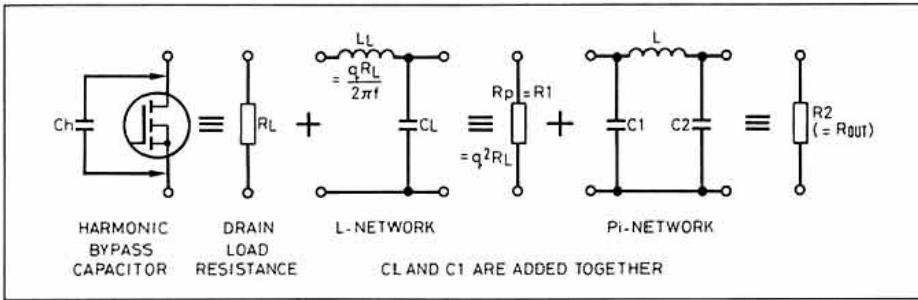 Ch
RL
LL
= qRL
2πf
CL
Rp = R1
= q²RL
L
C1
C2
R2
(= ROUT)
HARMONIC
BYPASS
CAPACITOR
DRAIN
LOAD
RESISTANCE
L-NETWORK
Pi-NETWORK
CL AND C1 ARE ADDED TOGETHER